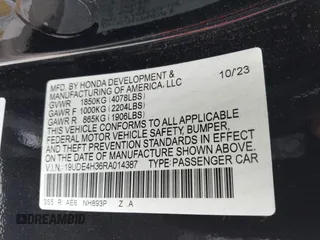 MFD. BY HONDA DEVELOPMENT &
MANUFACTURING OF AMERICA, LLC 10/23
GVWR 1850KG (4078LBS)
GAWR F 1000KG (2204LBS)
GAWR R 865KG (1906LBS)
THIS VEHICLE CONFORMS TO ALL APPLICABLE
FEDERAL MOTOR VEHICLE SAFETY, BUMPER,
AND THEFT PREVENTION STANDARDS IN EFFECT
ON THE DATE OF MANUFACTURE SHOWN ABOVE.
V.I.N.: 19UDE4H36RA014387 TYPE: PASSENGER CAR
3S5 R AE6 NH893P Z A
DREAMBID